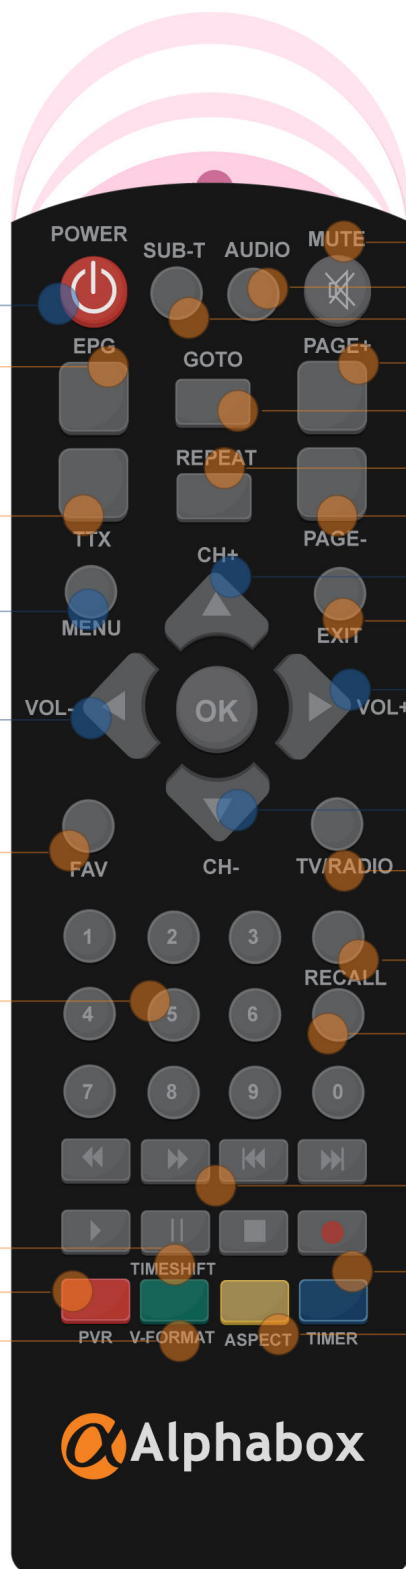 POWER
SUB-T AUDIO MUTE
EPG GOTO PAGE+
REPEAT
TTX CH+ PAGE-
MENU EXIT
VOL- OK VOL+
FAV CH- TV/RADIO
1 2 3
RECALL
4 5 6
7 8 9 0
TIMESHIFT
PVR V-FORMAT ASPECT TIMER
αAlphabox